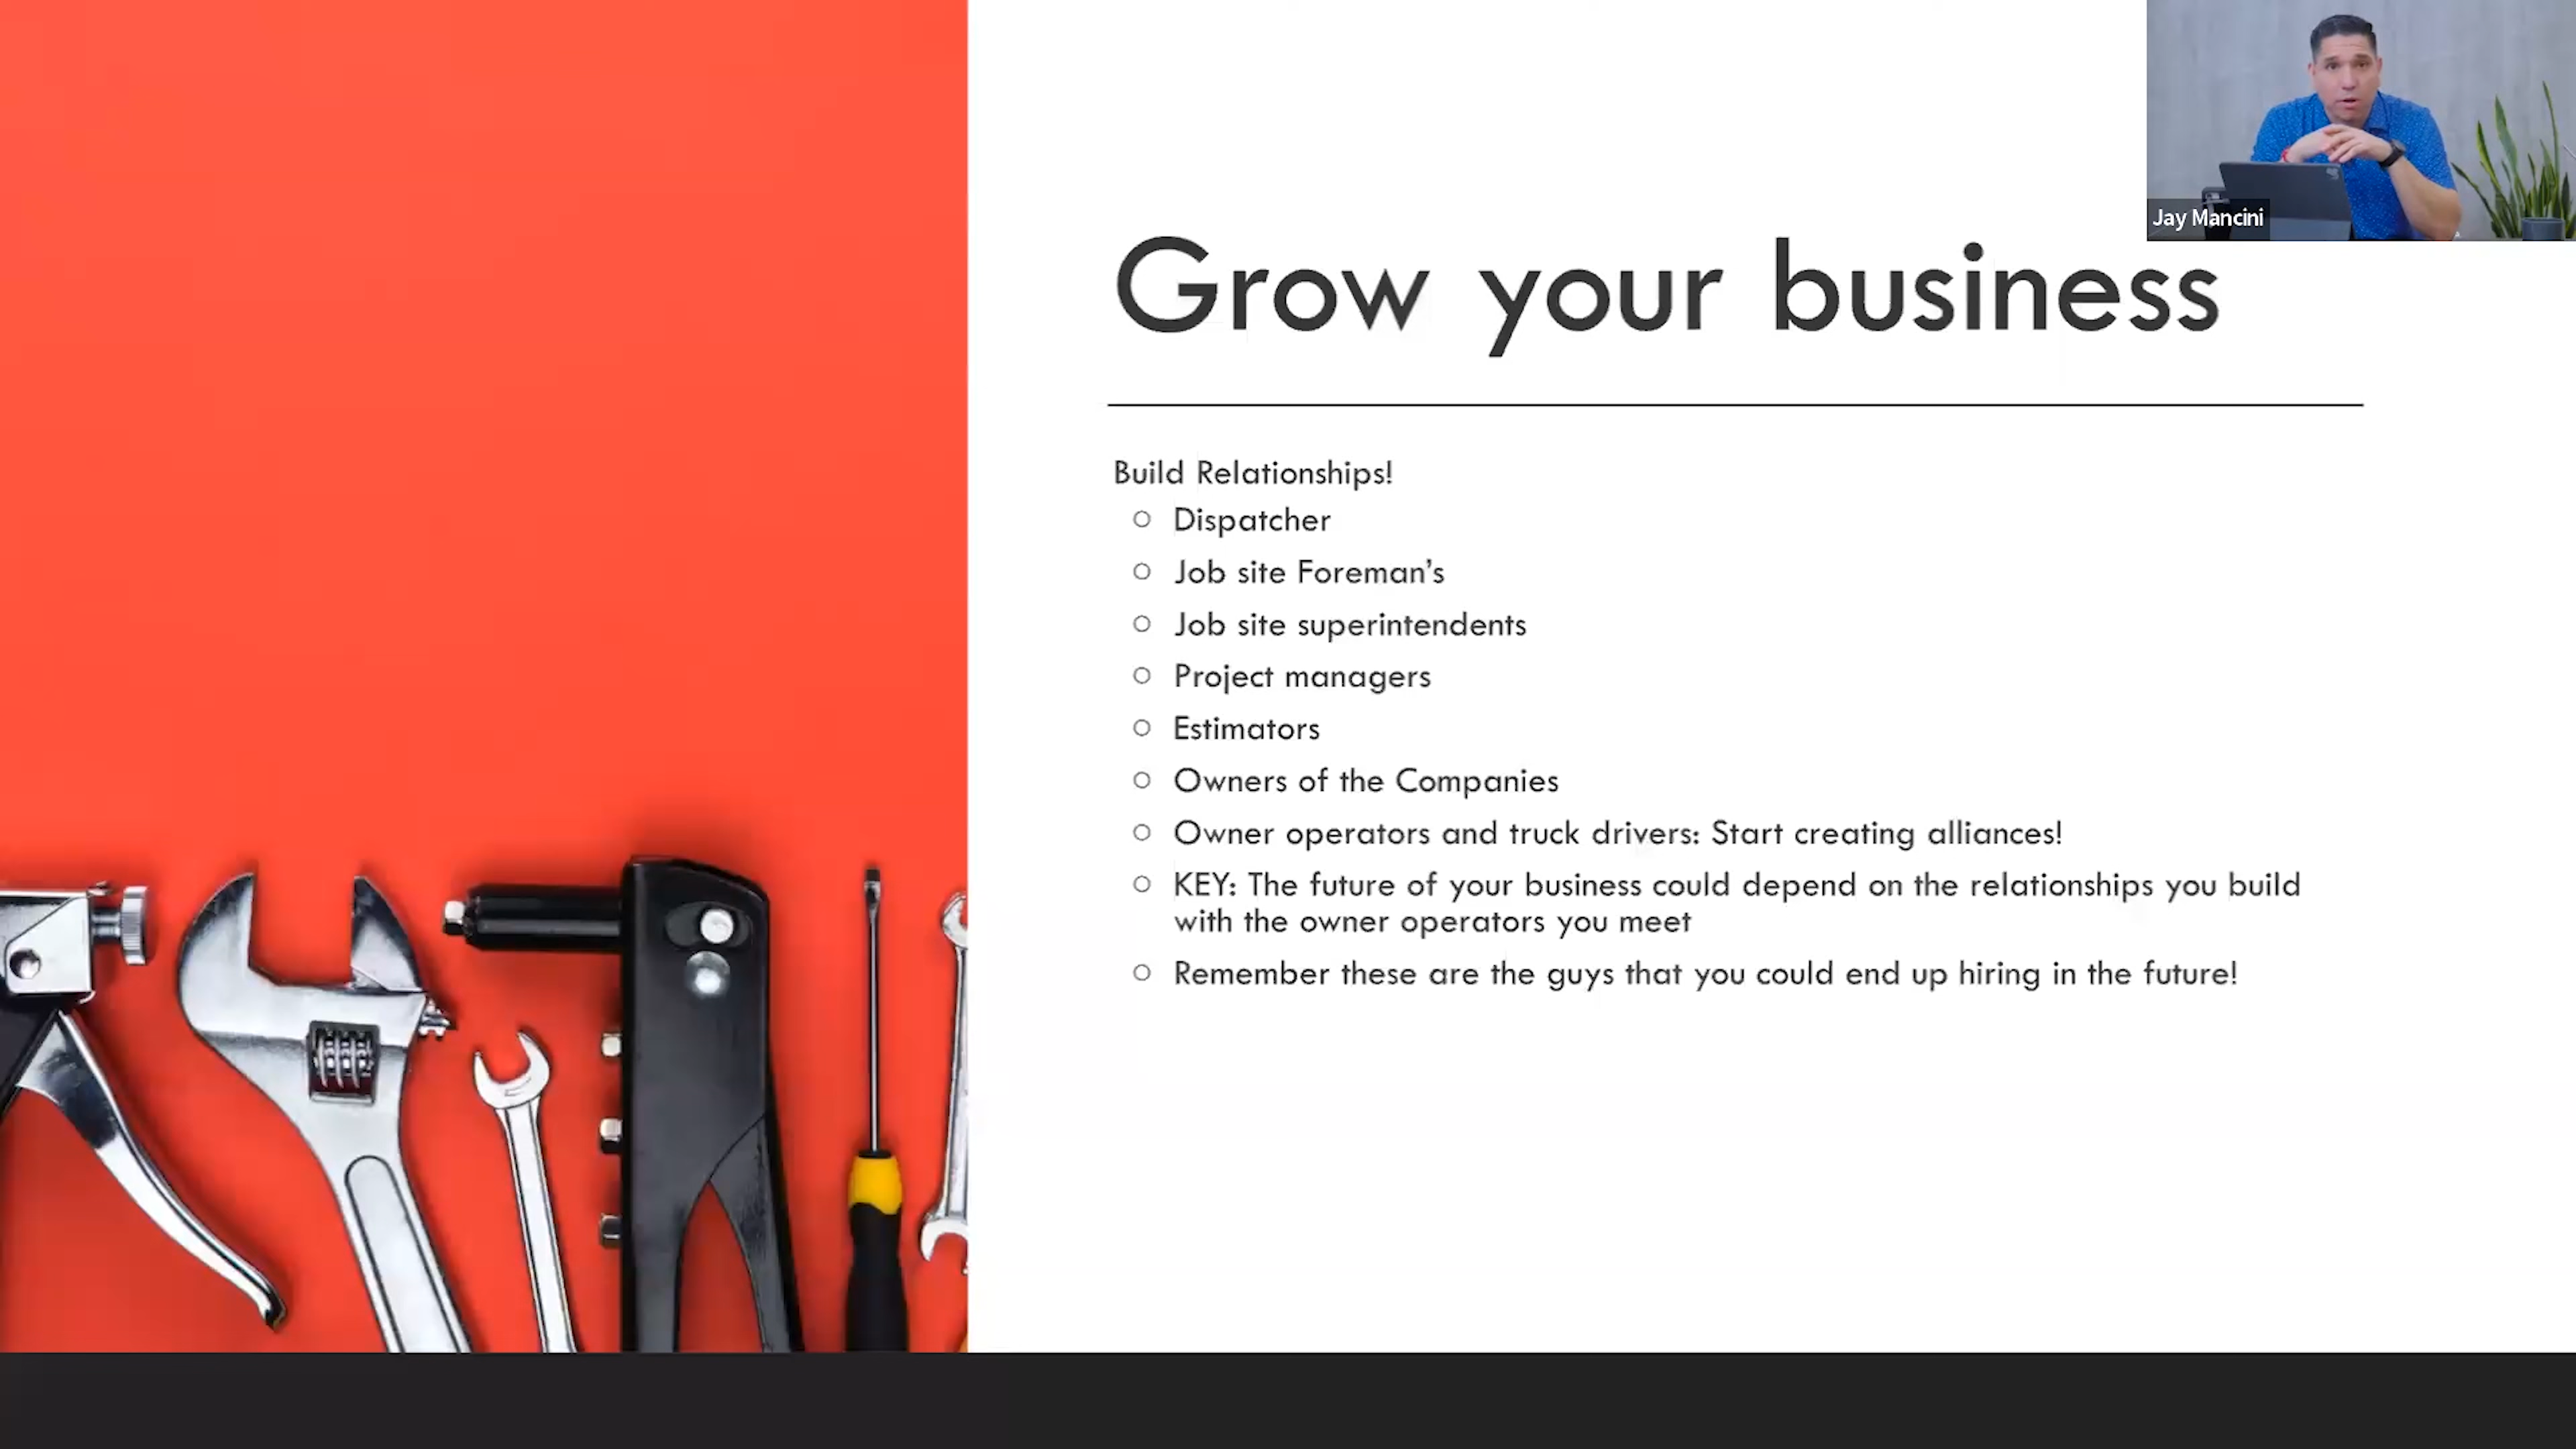 Jay Mancini
Grow your business
Build Relationships!
Dispatcher
Job site Foreman’s
Job site superintendents
Project managers
Estimators
Owners of the Companies
Owner operators and truck drivers: Start creating alliances!
KEY: The future of your business could depend on the relationships you build
with the owner operators you meet
Remember these are the guys that you could end up hiring in the future!